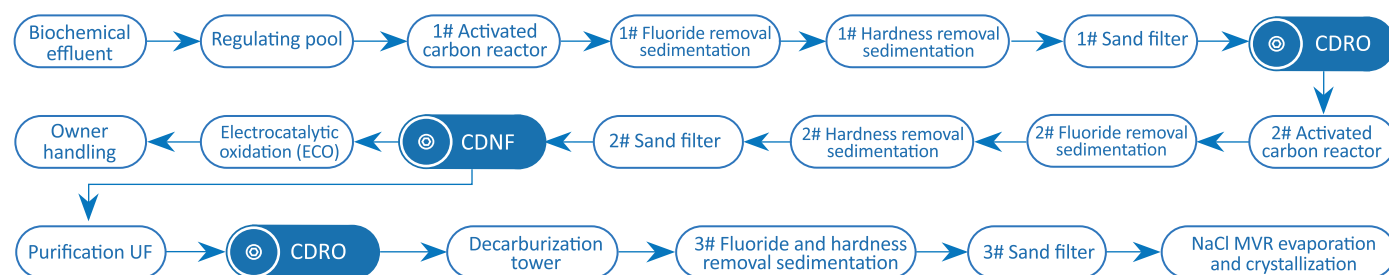 Biochemical
effluent
Regulating pool
1# Activated
carbon reactor
1# Fluoride removal
sedimentation
1# Hardness removal
sedimentation
1# Sand filter
CDRO
2# Activated
carbon reactor
2# Fluoride removal
sedimentation
2# Hardness removal
sedimentation
2# Sand filter
CDNF
Electrocatalytic
oxidation (ECO)
Owner
handling
Purification UF
CDRO
Decarburization
tower
3# Fluoride and hardness
removal sedimentation
3# Sand filter
NaCl MVR evaporation
and crystallization